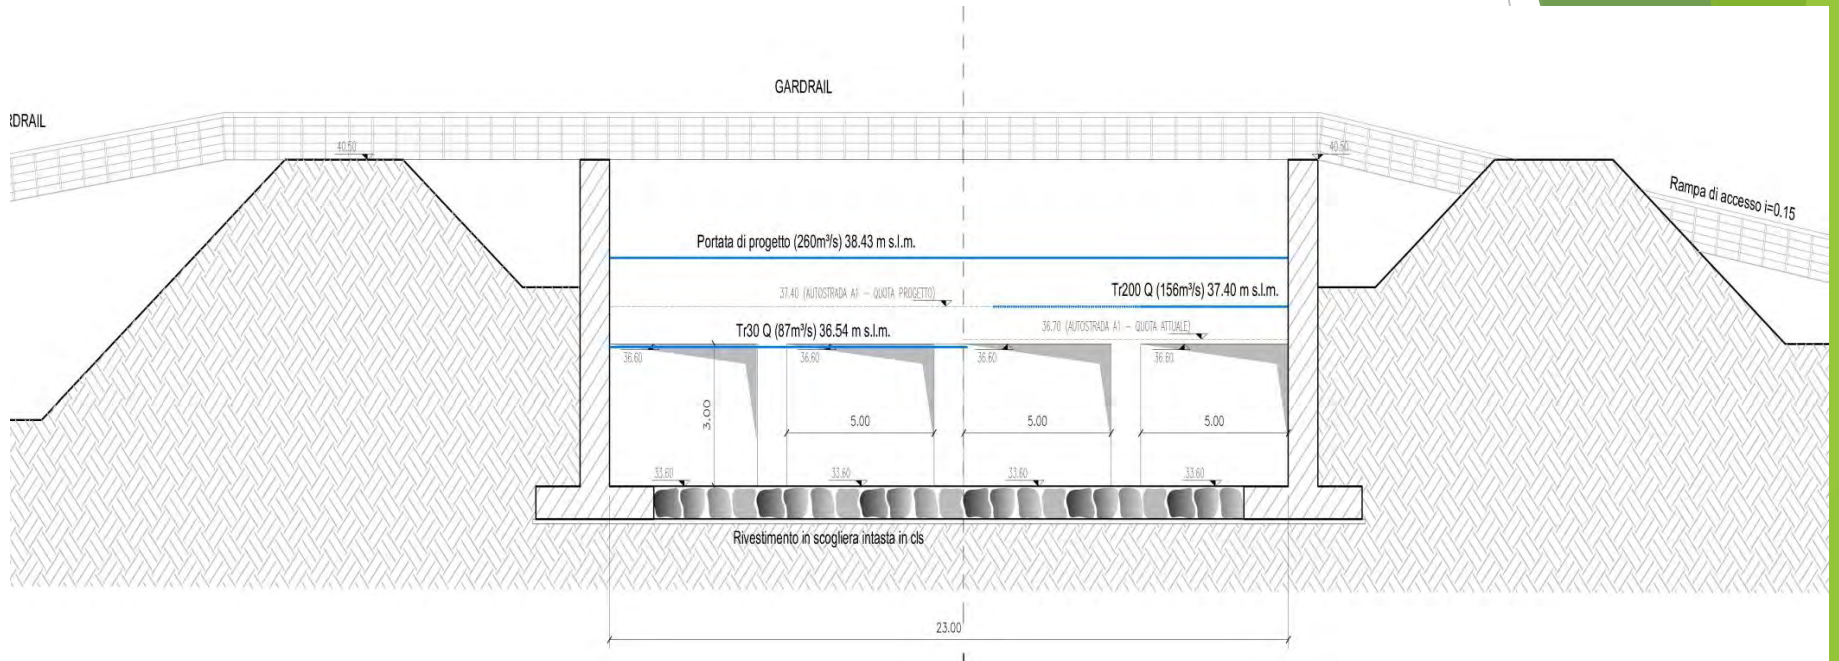 GARDRAIL
RDRAIL
40.50
40.50
Rampa di accesso i=0.15
Portata di progetto (260m³/s) 38.43 m s.l.m.
37.40 (AUTOSTRADA A1 - QUOTA PROGETTO)
Tr200 Q (156m³/s) 37.40 m s.l.m.
Tr30 Q (87m³/s) 36.54 m s.l.m.
36.70 (AUTOSTRADA A1 - QUOTA ATTUALE)
36.60
36.60
36.60
36.60
3.00
5.00
5.00
5.00
33.60
33.60
33.60
33.60
Rivestimento in scogliera intasta in cls
23.00